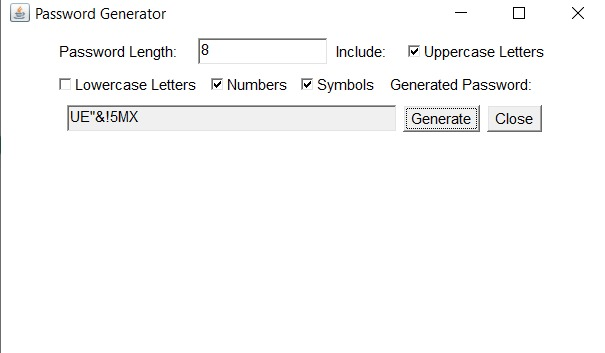 Password Generator
Password Length: 8 Include: Uppercase Letters
Lowercase Letters Numbers Symbols Generated Password:
UE"&!5MX Generate Close